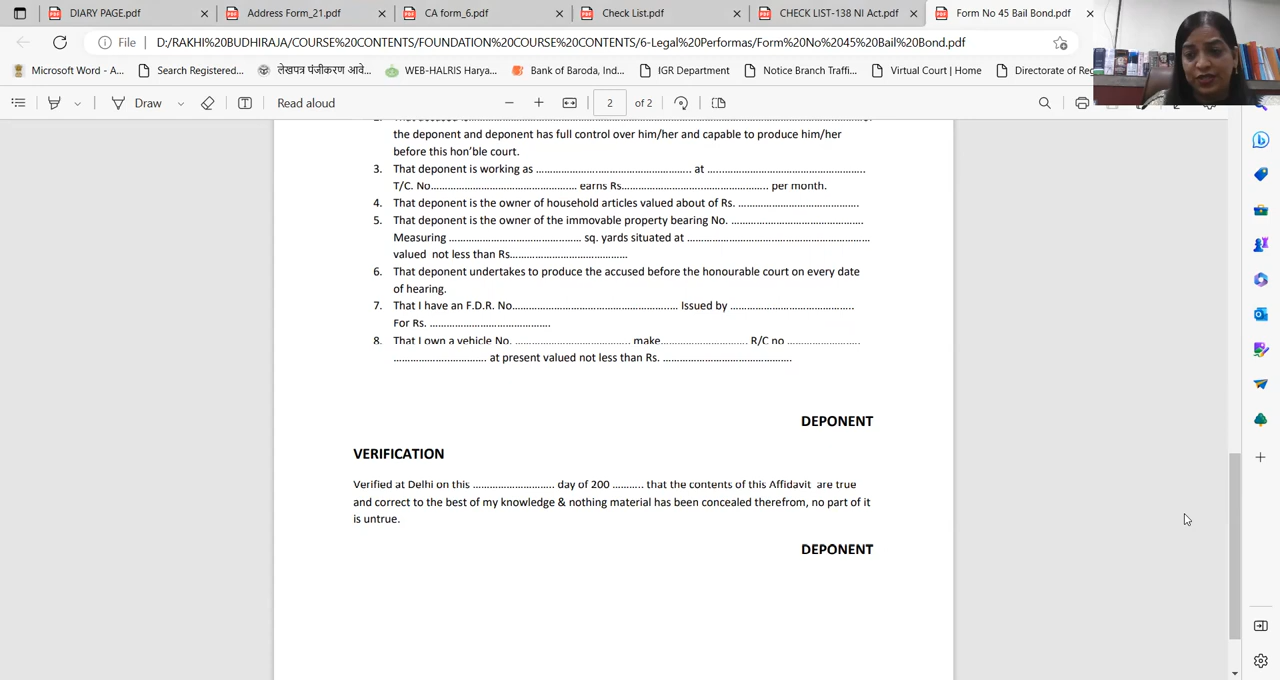 DIARY PAGE.pdf
Address Form_21.pdf
CA form_6.pdf
Check List.pdf
CHECK LIST-138 NI Act.pdf
Form No 45 Bail Bond.pdf
File
D:/RAKHI%20BUDHIRAJA/COURSE%20CONTENTS/FOUNDATION%20COURSE%20CONTENTS/6-Legal%20Performas/Form%20No%2045%20Bail%20Bond.pdf
Microsoft Word - A...
Search Registered...
लेखपत्र पंजीकरण आवे...
WEB-HALRIS Harya...
Bank of Baroda, Ind...
IGR Department
Notice Branch Traffi...
Virtual Court | Home
Directorate of Reg
Draw
Read aloud
2
of 2
the deponent and deponent has full control over him/her and capable to produce him/her
before this hon'ble court.
3. That deponent is working as ........................................................ at ........................................................
T/C. No.................................................... earns Rs.................................................... per month.
4. That deponent is the owner of household articles valued about of Rs. ...........................................
5. That deponent is the owner of the immovable property bearing No. ...............................................
Measuring ............................................... sq. yards situated at .................................................................
valued not less than Rs..........................................
6. That deponent undertakes to produce the accused before the honourable court on every date
of hearing.
7. That I have an F.D.R. No............................................................ Issued by ............................................
For Rs. ...........................................
8. That I own a vehicle No. ......................................... make............................... R/C no ..........................
................................. at present valued not less than Rs. ..............................................
DEPONENT
VERIFICATION
Verified at Delhi on this ............................. day of 200 ........... that the contents of this Affidavit are true
and correct to the best of my knowledge & nothing material has been concealed therefrom, no part of it
is untrue.
DEPONENT